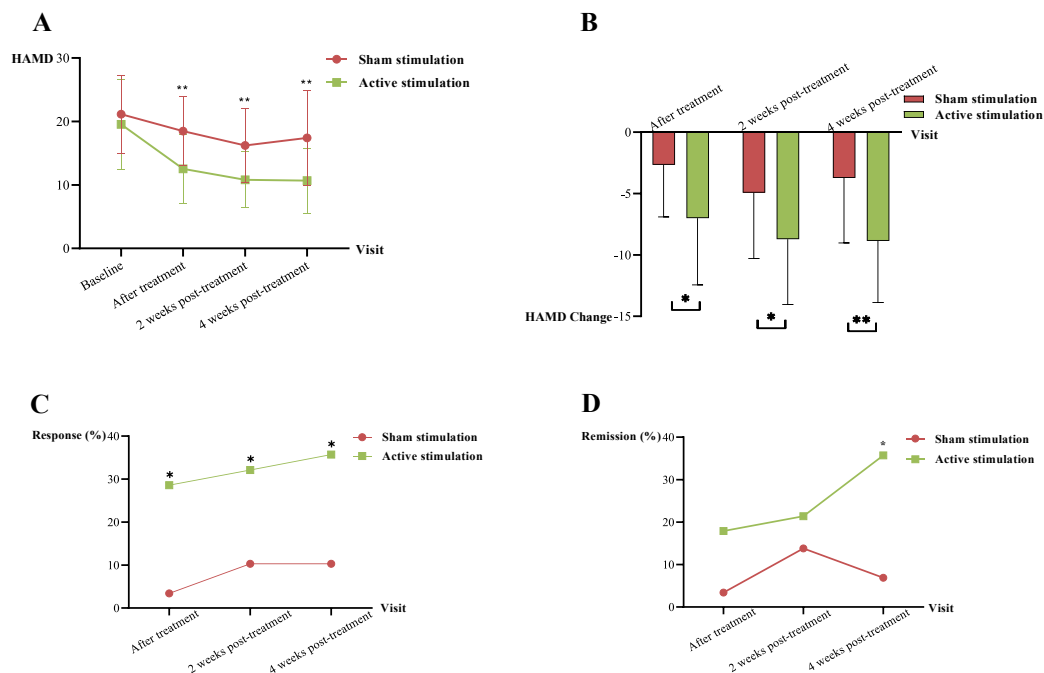 A
HAMD
30
20
10
0
**
**
**
Sham stimulation
Active stimulation
Visit
Baseline
After treatment
2 weeks post-treatment
4 weeks post-treatment
B
After treatment
2 weeks post-treatment
4 weeks post-treatment
Sham stimulation
Active stimulation
Visit
0
-5
-10
-15
HAMD Change
*
*
**
C
Response (%)
40
30
20
10
0
*
*
*
Sham stimulation
Active stimulation
Visit
After treatment
2 weeks post-treatment
4 weeks post-treatment
D
Remission (%)
40
30
20
10
0
*
Sham stimulation
Active stimulation
Visit
After treatment
2 weeks post-treatment
4 weeks post-treatment